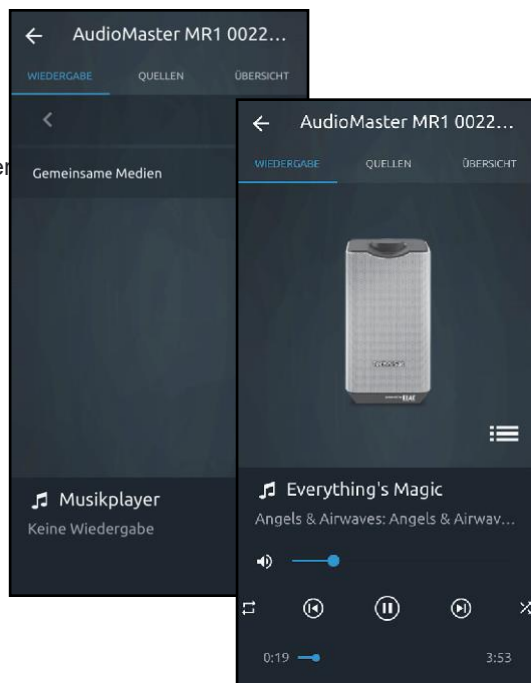 AudioMaster MR1 0022...
WIEDERGABE QUELLEN ÜBERSICHT
Gemeinsame Medien
Musikplayer
Keine Wiedergabe
AudioMaster MR1 0022...
WIEDERGABE QUELLEN ÜBERSICHT
Everything's Magic
Angels & Airwaves: Angels & Airwav...
0:19 3:53